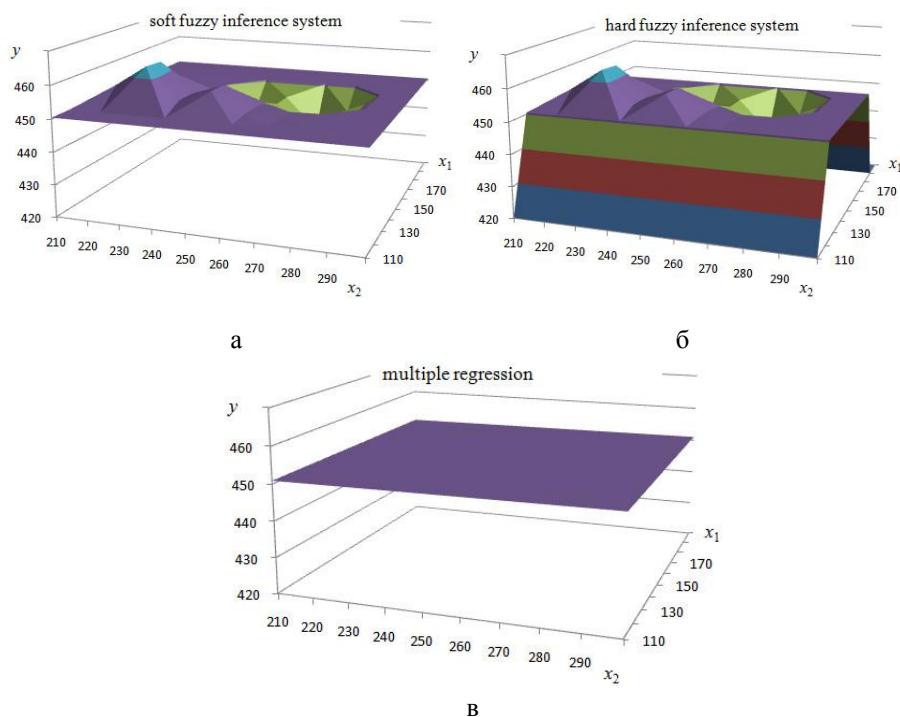 soft fuzzy inference system
y
460
450
440
430
420
210 220 230 240 250 260 270 280 290
x2
110
130
150
170
x1
а
hard fuzzy inference system
y
460
450
440
430
420
210 220 230 240 250 260 270 280 290
x2
110
130
150
170
x1
б
multiple regression
y
460
450
440
430
420
210 220 230 240 250 260 270 280 290
x2
110
130
150
170
x1
в